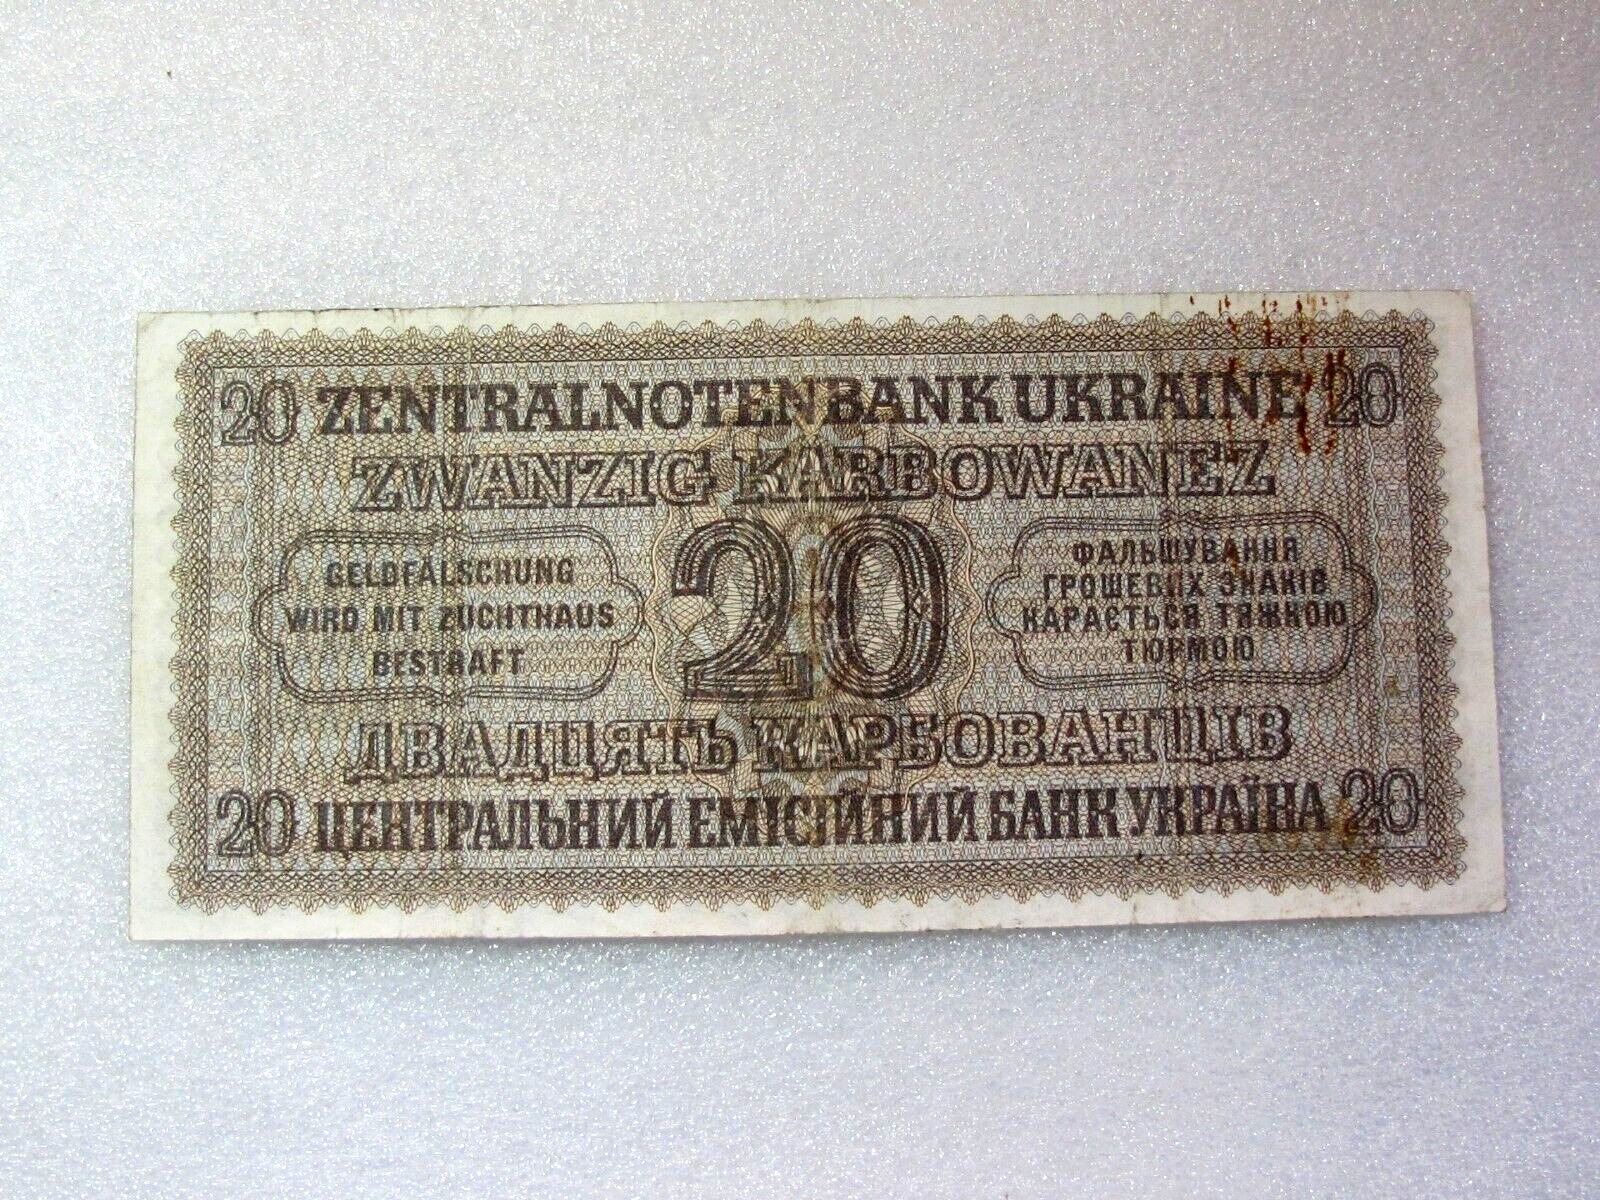 20 ZENTRALNOTENBANK UKRAINE 20
ZWANZIG KARBOWANEZ
GELDFÄLSCHUNG
WIRD MIT ZUCHTHAUS
BESTRAFT
20
ФАЛЬШУВАННЯ
ГРОШЕВИХ ЗНАКІВ
КАРАЄТЬСЯ ТЯЖКОЮ
ТЮРМОЮ
ДВАДЦЯТЬ КАРБОВАНЦІВ
20 ЦЕНТРАЛЬНИЙ ЕМІСІЙНИЙ БАНК УКРАЇНА 20